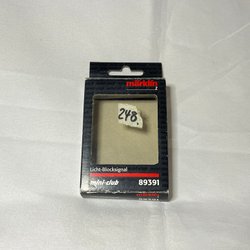 märklin
z
248.
Licht-Blocksignal
mini-club
89391